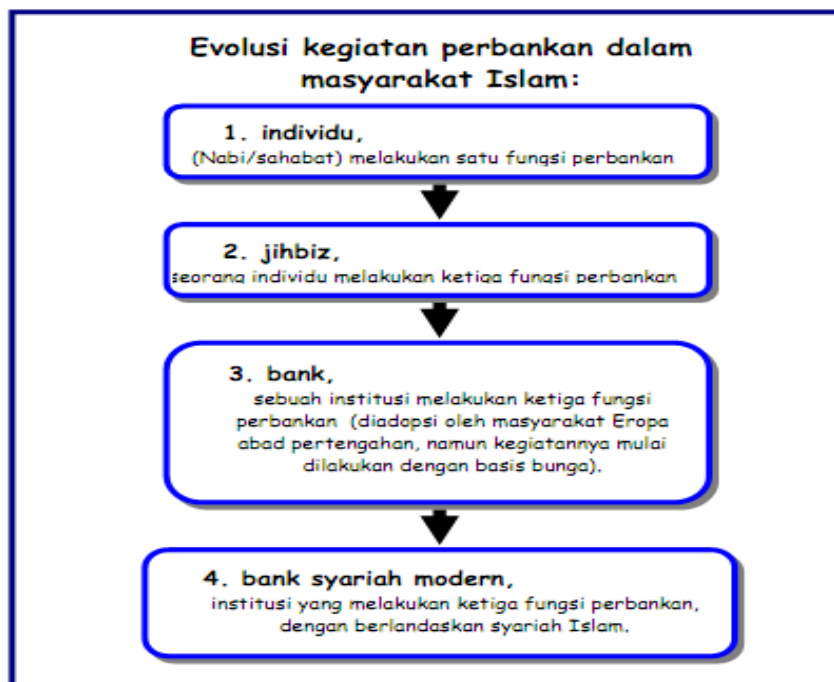 Evolusi kegiatan perbankan dalam
masyarakat Islam:
1. individu,
(Nabi/sahabat) melakukan satu fungsi perbankan
2. jihbiz,
seorang individu melakukan ketiga fungsi perbankan
3. bank,
sebuah institusi melakukan ketiga fungsi
perbankan (diadopsi oleh masyarakat Eropa
abad pertengahan, namun kegiatannya mulai
dilakukan dengan basis bunga).
4. bank syariah modern,
institusi yang melakukan ketiga fungsi perbankan,
dengan berlandaskan syariah Islam.